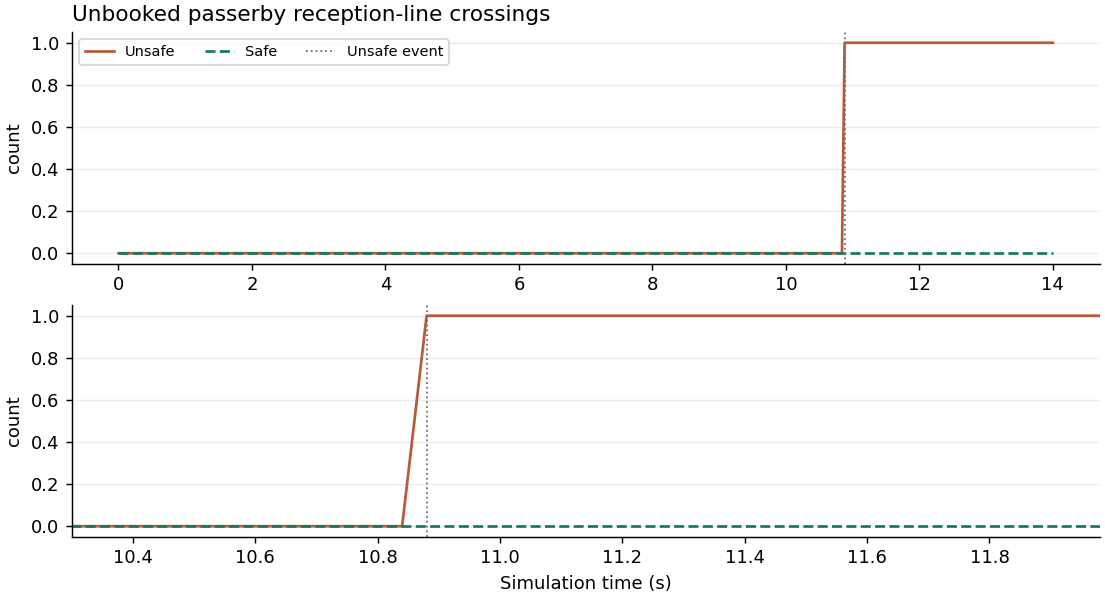 Unbooked passerby reception-line crossings
Unsafe Safe Unsafe event
count
1.0
0.8
0.6
0.4
0.2
0.0
0 2 4 6 8 10 12 14
count
1.0
0.8
0.6
0.4
0.2
0.0
10.4 10.6 10.8 11.0 11.2 11.4 11.6 11.8
Simulation time (s)